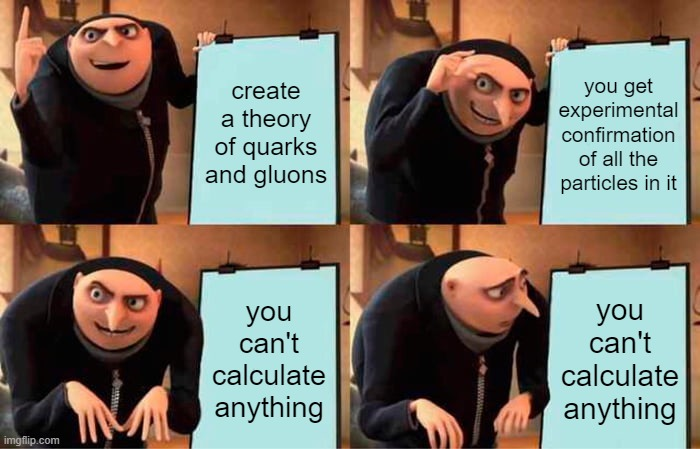 create
a theory
of quarks
and gluons
you get
experimental
confirmation
of all the
particles in it
you
can't
calculate
anything
you
can't
calculate
anything
imgflip.com